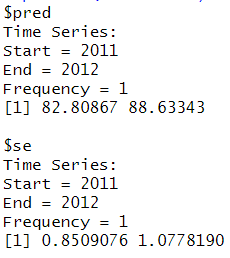 $pred
Time Series:
Start = 2011
End = 2012
Frequency = 1
[1] 82.80867 88.63343
$se
Time Series:
Start = 2011
End = 2012
Frequency = 1
[1] 0.8509076 1.0778190